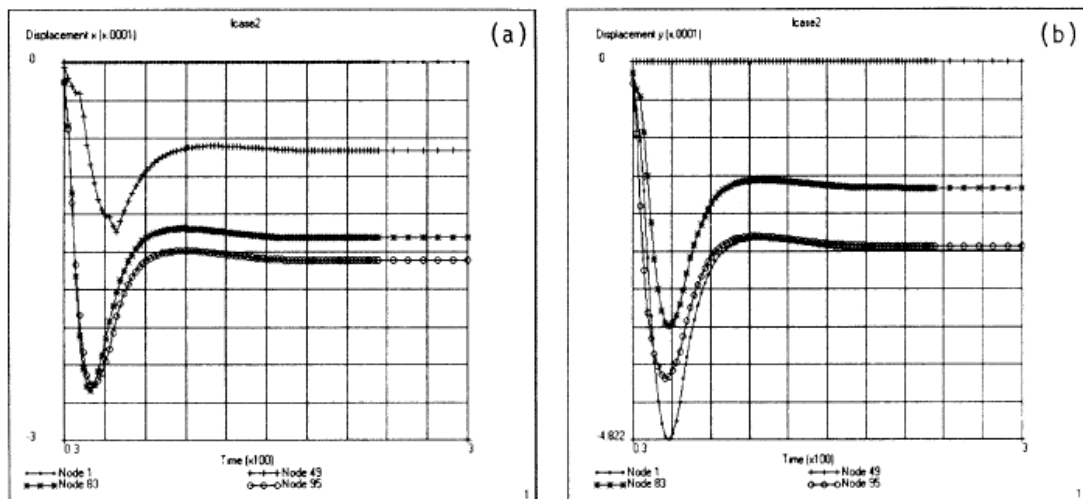 lcase2
Displacement x (x.0001)
(a)
0
-3
0.3
3
Time (x100)
Node 1
Node 49
Node 83
Node 95
1
lcase2
Displacement y (x.0001)
(b)
0
-4.822
0.3
3
Time (x100)
Node 1
Node 49
Node 83
Node 95
1